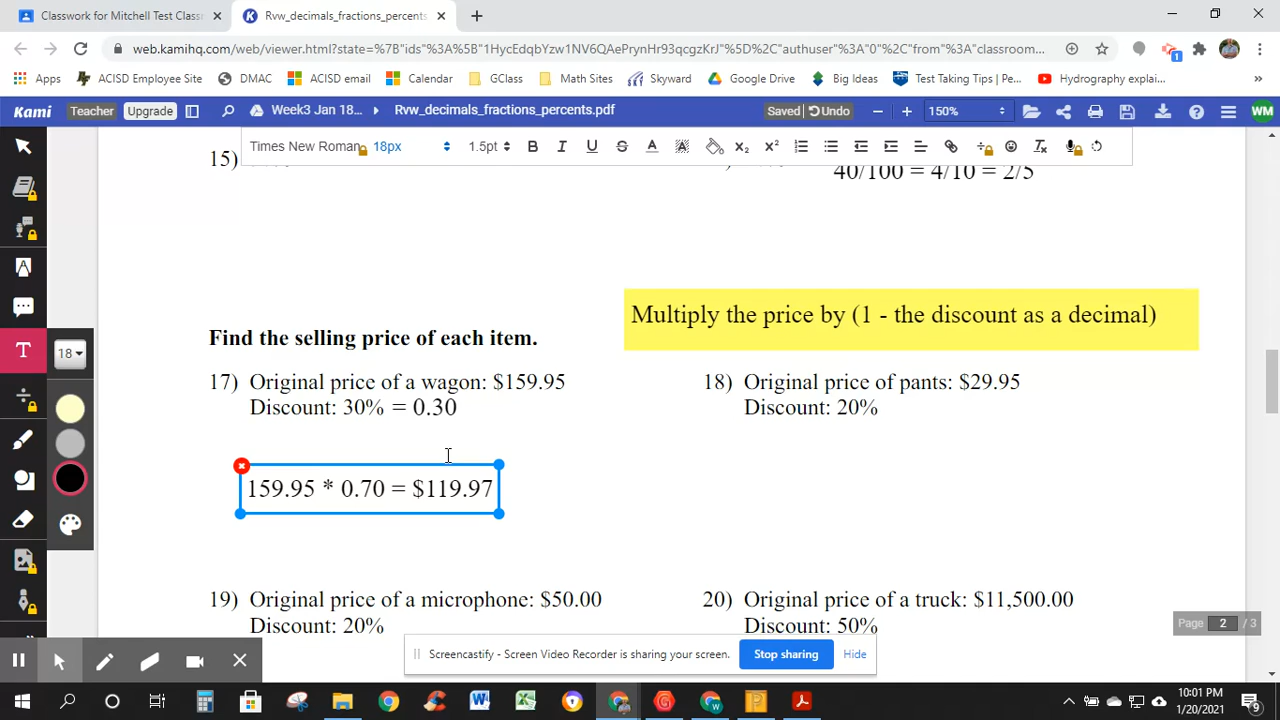 Classwork for Mitchell Test Classr
Rvw_decimals_fractions_percents
web.kamihq.com/web/viewer.html?state=%7B"ids"%3A%5B"1HycEdqbYzw1NV6QAePrynHr93qcgzKrJ"%5D%2C"authuser"%3A"0"%2C"from"%3A"classroom...
Apps ACISD Employee Site DMAC ACISD email Calendar GClass Math Sites Skyward Google Drive Big Ideas Test Taking Tips | Pe... Hydrography explai... »
Kami Teacher Upgrade Week3 Jan 18... Rvw_decimals_fractions_percents.pdf Saved Undo 150% WM
Times New Roman 18px 1.5pt B I U S A X₂ X²
15)
40/100 = 4/10 = 2/5
Multiply the price by (1 - the discount as a decimal)
Find the selling price of each item.
17) Original price of a wagon: $159.95
Discount: 30% = 0.30
159.95 * 0.70 = $119.97
18) Original price of pants: $29.95
Discount: 20%
19) Original price of a microphone: $50.00
Discount: 20%
20) Original price of a truck: $11,500.00
Discount: 50%
T 18
Page 2 / 3
Screencastify - Screen Video Recorder is sharing your screen. Stop sharing Hide
10:01 PM
1/20/2021